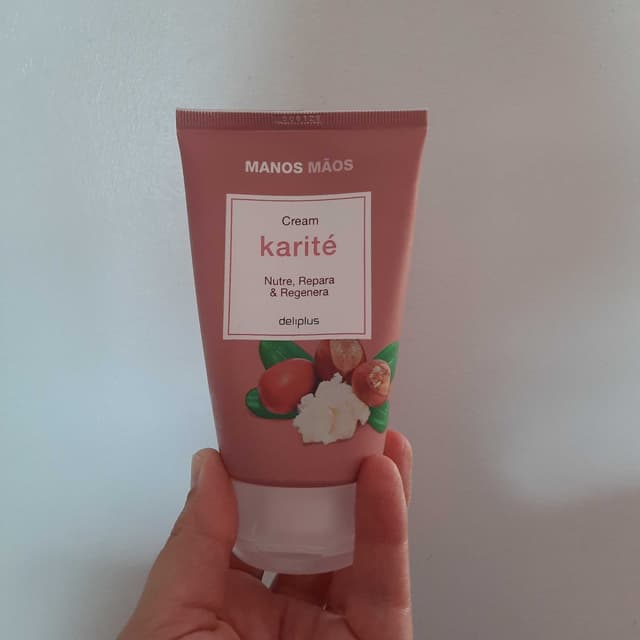 MANOS MÃOS
Cream
karité
Nutre, Repara
& Regenera
deliplus